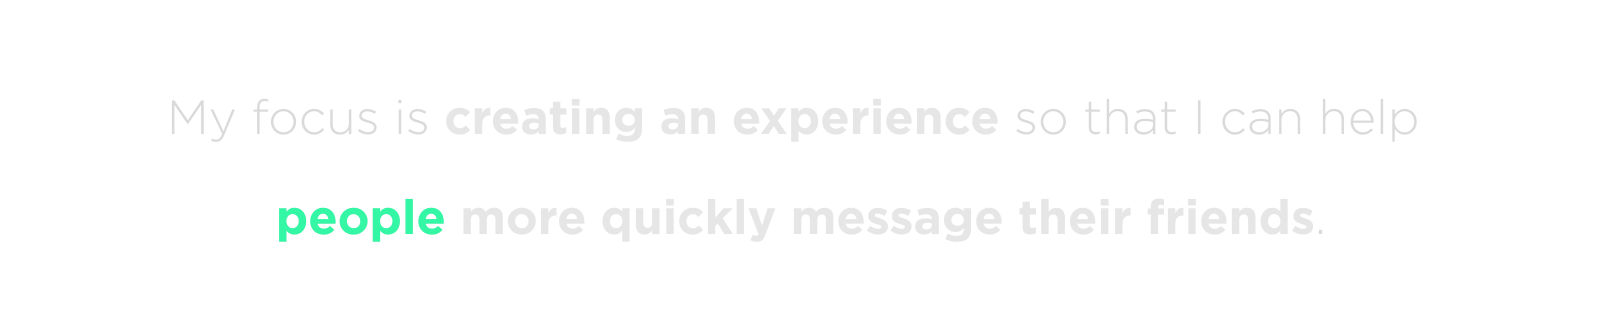 My focus is creating an experience so that I can help
people more quickly message their friends.